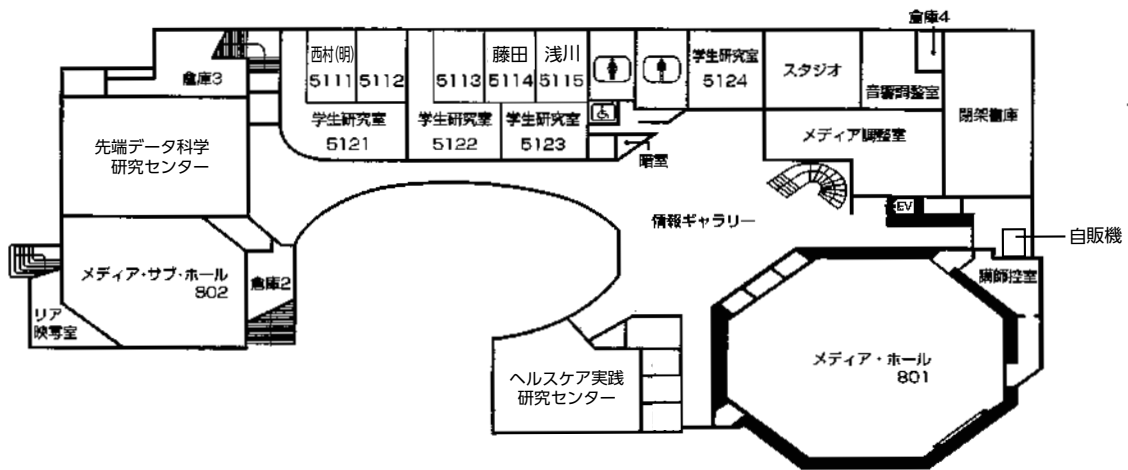 倉庫4
西村(明)
5111
5112
5113
藤田
5114
浅川
5115
学生研究室
5124
スタジオ
音響調整室
倉庫3
学生研究室
5121
学生研究室
5122
学生研究室
5123
メディア調整室
閉架書庫
先端データ科学
研究センター
暗室
情報ギャラリー
EV
自販機
メディア・サブ・ホール
802
倉庫2
講師控室
リア
映写室
メディア・ホール
801
ヘルスケア実践
研究センター